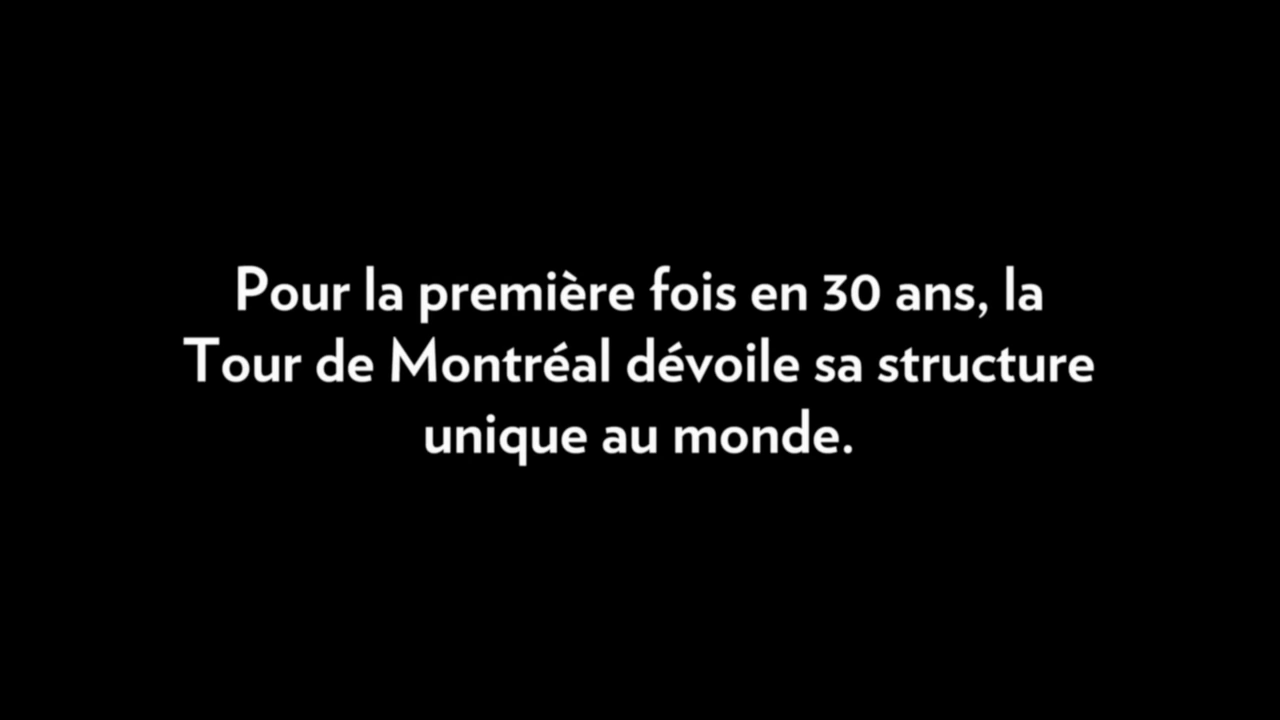 Pour la première fois en 30 ans, la
Tour de Montréal dévoile sa structure
unique au monde.